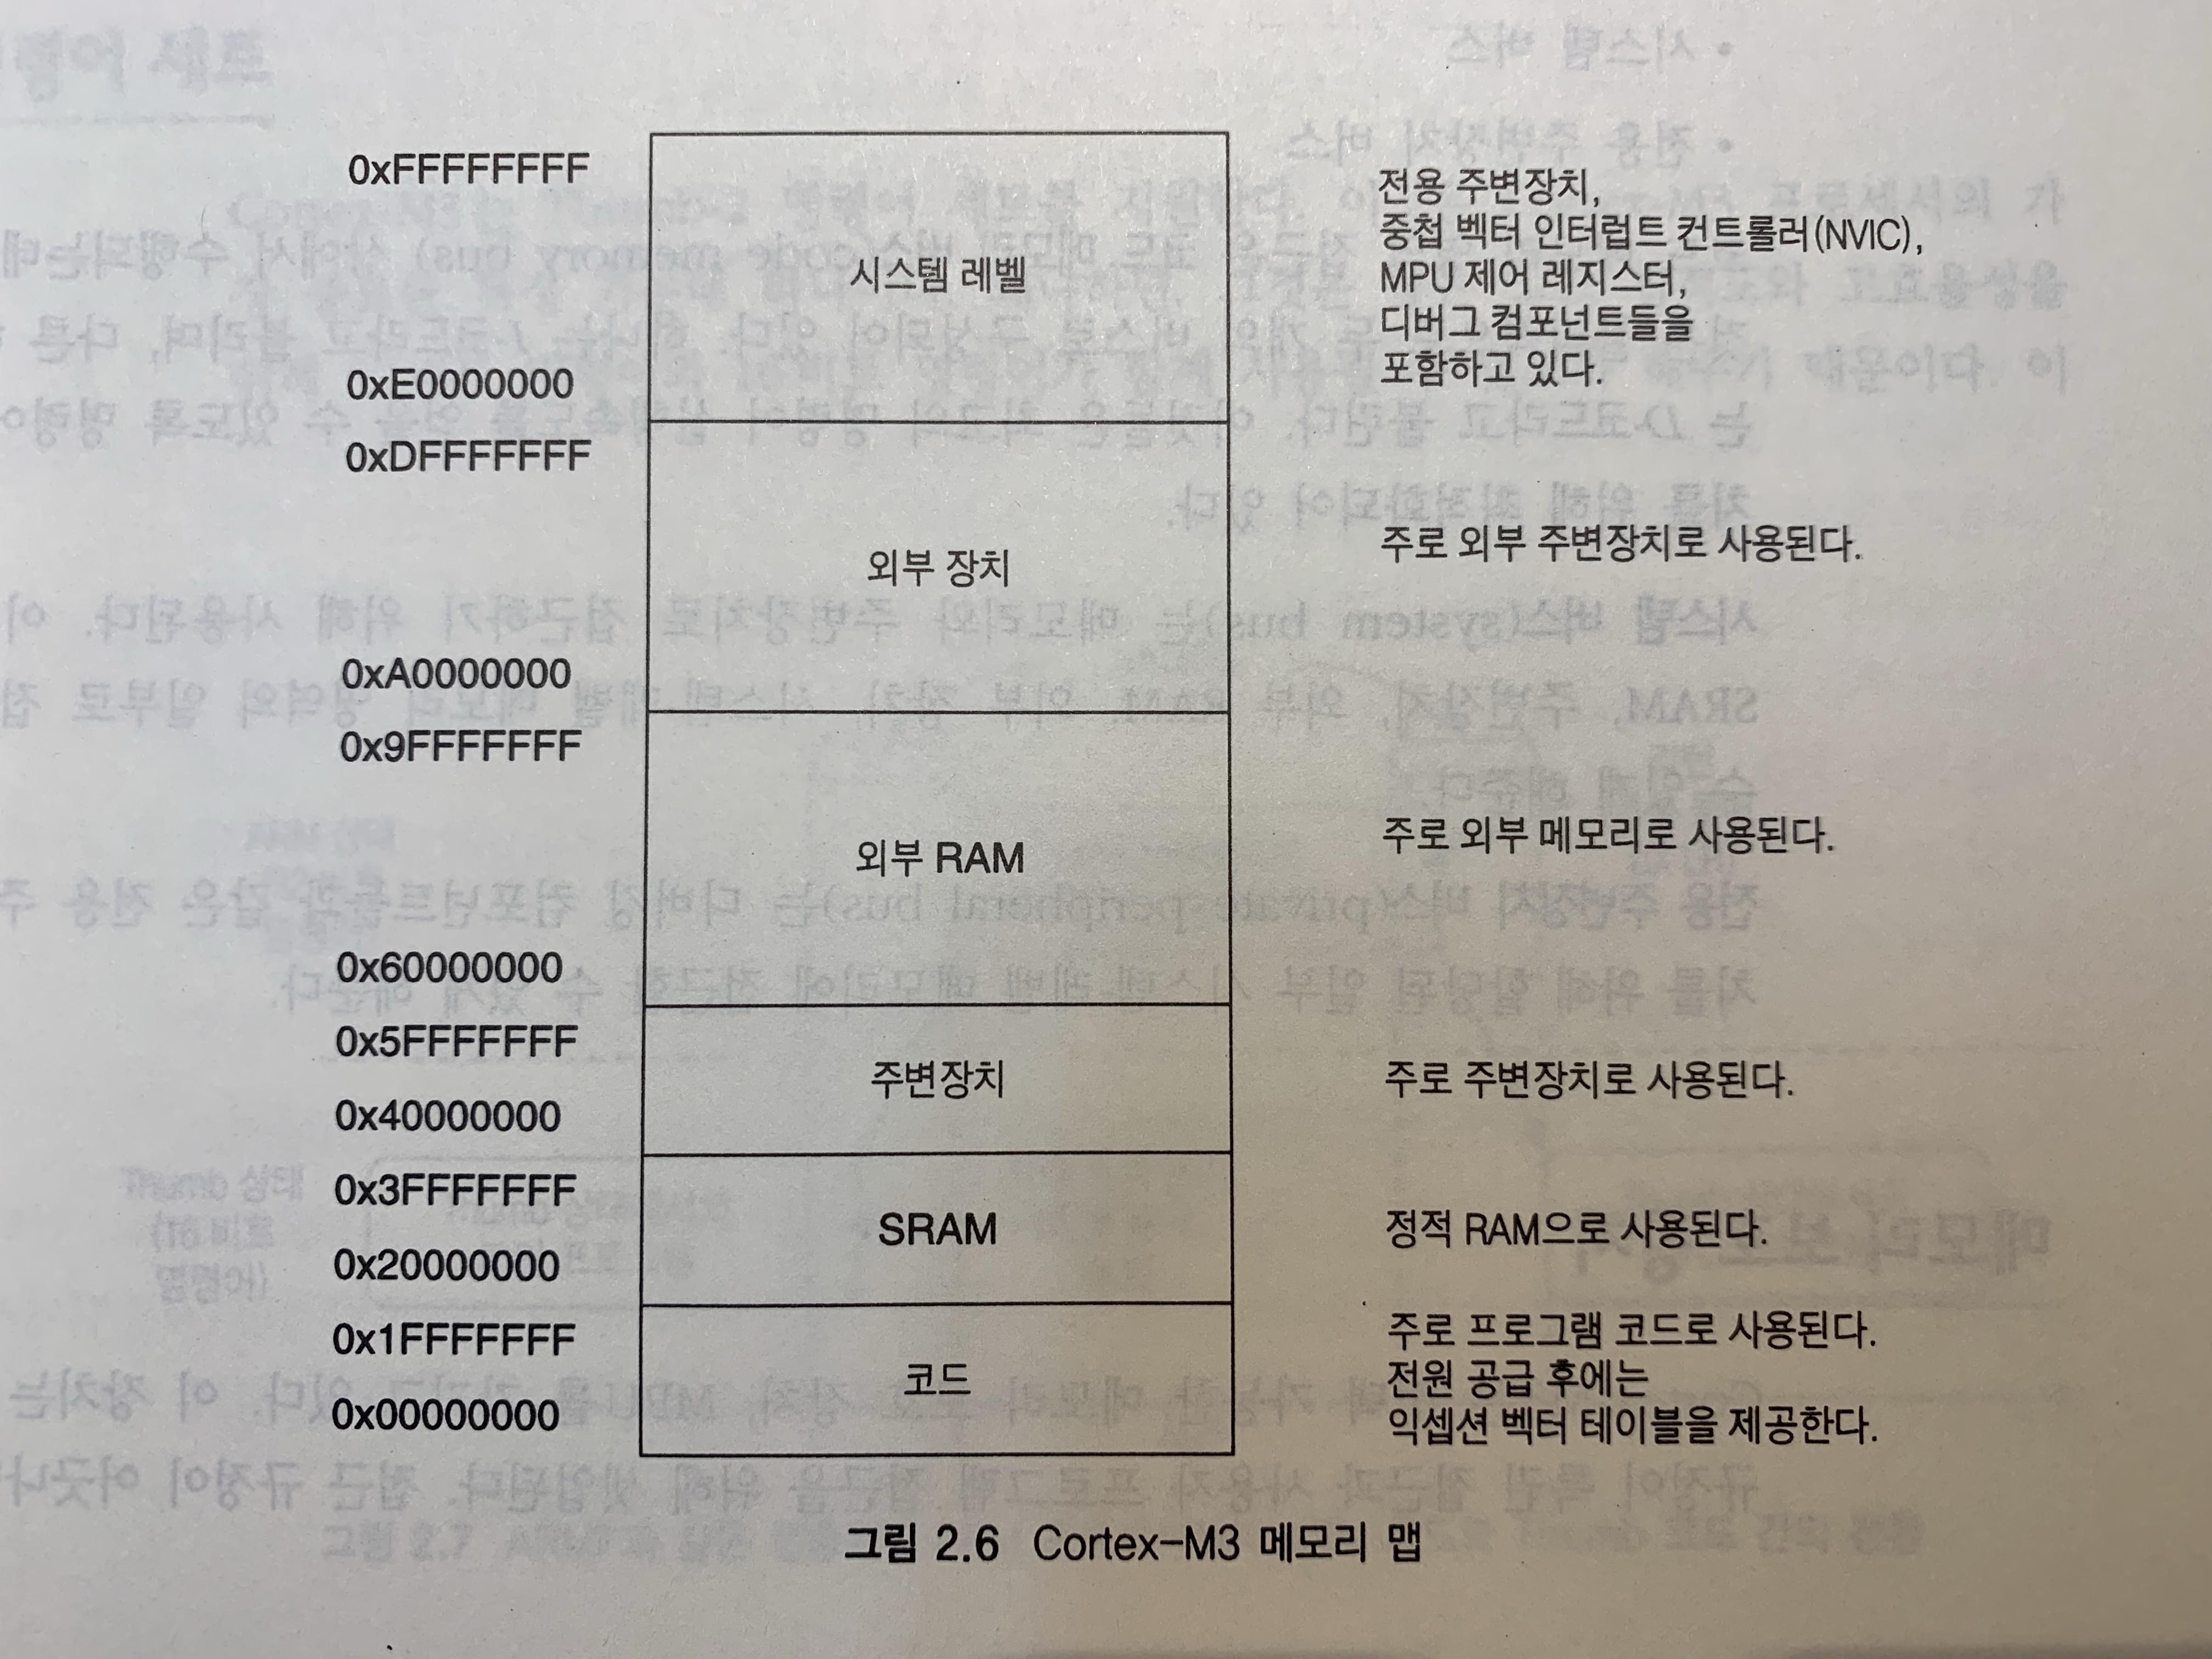 0xFFFFFFFF
시스템 레벨
전용 주변장치,
중첩 벡터 인터럽트 컨트롤러(NVIC),
MPU 제어 레지스터,
디버그 컴포넌트들을
포함하고 있다.
0xE0000000
0xDFFFFFFF
외부 장치
주로 외부 주변장치로 사용된다.
0xA0000000
0x9FFFFFFF
외부 RAM
주로 외부 메모리로 사용된다.
0x60000000
0x5FFFFFFF
주변장치
주로 주변장치로 사용된다.
0x40000000
0x3FFFFFFF
SRAM
정적 RAM으로 사용된다.
0x20000000
0x1FFFFFFF
코드
주로 프로그램 코드로 사용된다.
전원 공급 후에는
익셉션 벡터 테이블을 제공한다.
0x00000000
그림 2.6 Cortex-M3 메모리 맵